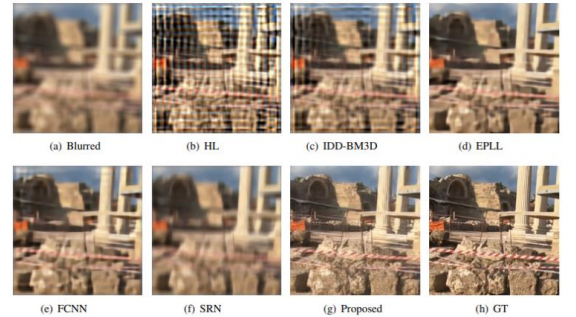 (a) Blurred
(b) HL
(c) IDD-BM3D
(d) EPLL
(e) FCNN
(f) SRN
(g) Proposed
(h) GT